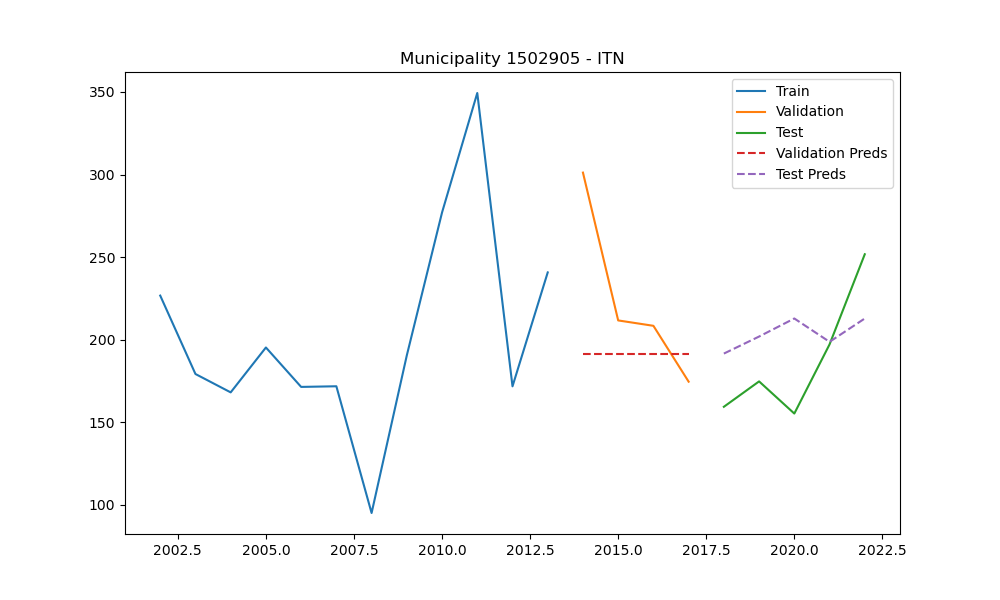 Municipality 1502905 - ITN
Train
Validation
Test
Validation Preds
Test Preds
350
300
250
200
150
100
2002.5 2005.0 2007.5 2010.0 2012.5 2015.0 2017.5 2020.0 2022.5